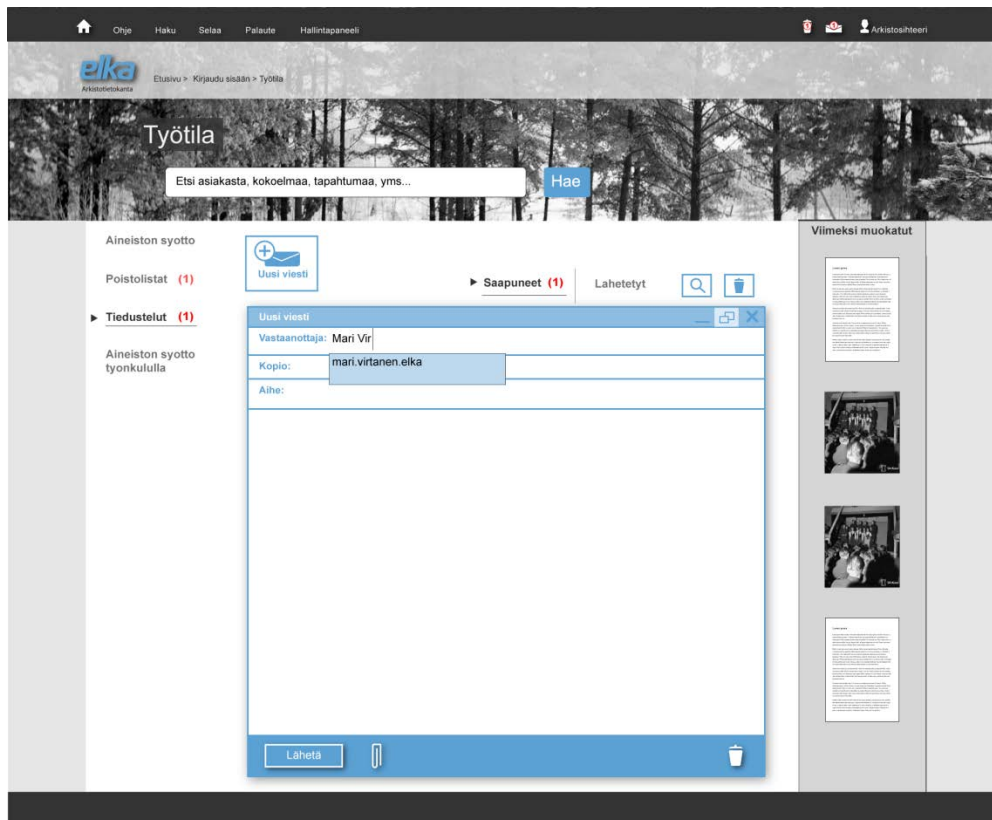 Ohje Haku Selaa Palaute Hallintapaneeli
Arkistosihteeri
elka
Arkistotietokanta
Etusivu > Kirjaudu sisään > Työtila
Työtila
Etsi asiakasta, kokoelmaa, tapahtumaa, yms...
Hae
Aineiston syotto
Poistolistat (1)
Tiedustelut (1)
Aineiston syotto
tyonkululla
Uusi viesti
Saapuneet (1)
Lahetetyt
Uusi viesti
Vastaanottaja: Mari Vir
mari.virtanen.elka
Kopio:
Aihe:
Lähetä
Viimeksi muokatut